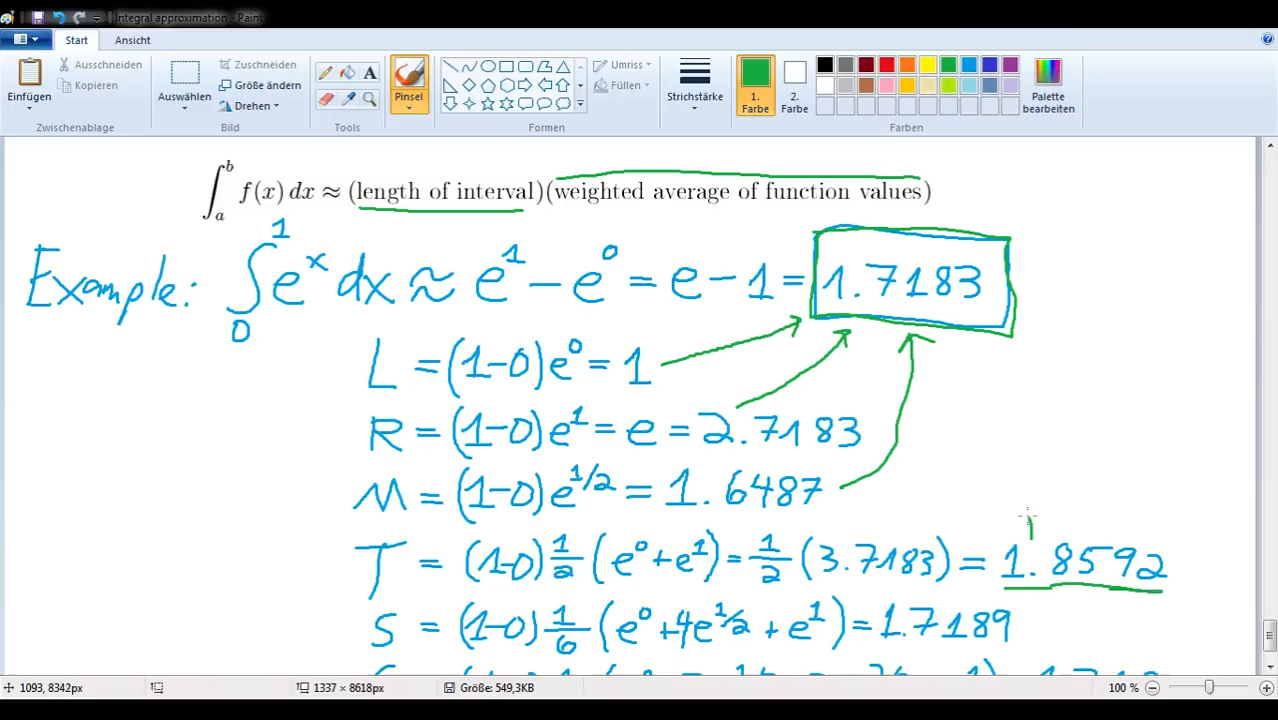 Integral approximation - Paint
Start Ansicht
Einfügen
Ausschneiden
Kopieren
Zwischenablage
Auswählen
Zuschneiden
Größe ändern
Drehen
Bild
A
Tools
Pinsel
Umriss
Füllen
Formen
Strichstärke
1. Farbe
2. Farbe
Palette bearbeiten
Farben
∫_a^b f(x) dx ≈ (length of interval)(weighted average of function values)
Example: ∫_0^1 e^x dx ≈ e^1 - e^0 = e - 1 = 1.7183
L = (1-0)e^0 = 1
R = (1-0)e^1 = e = 2.7183
M = (1-0)e^{1/2} = 1.6487
T = (1-0) 1/2 (e^0 + e^1) = 1/2 (3.7183) = 1.8592
S = (1-0) 1/6 (e^0 + 4e^{1/2} + e^1) = 1.7189
1093, 8342px
1337 × 8618px
Größe: 549,3KB
100 %